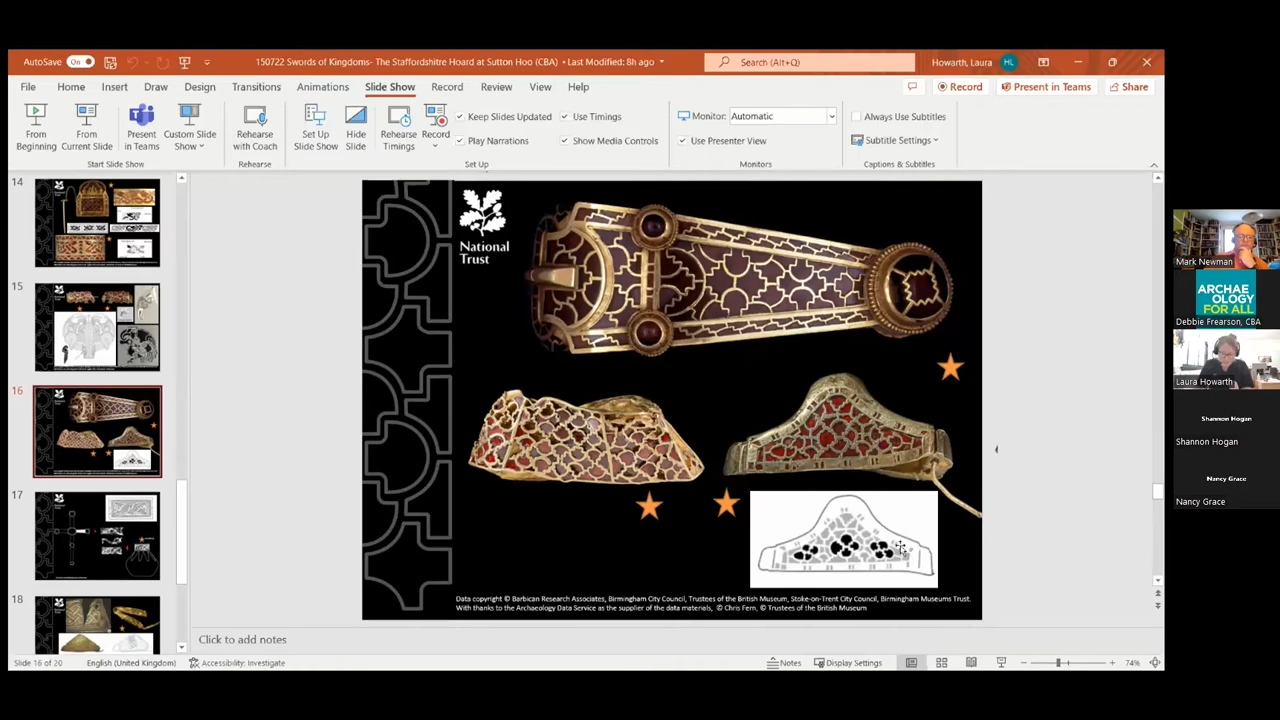 AutoSave On 150722 Swords of Kingdoms- The Staffordshitre Hoard at Sutton Hoo (CBA) • Last Modified: 8h ago Search (Alt+Q) Howarth, Laura HL
File Home Insert Draw Design Transitions Animations Slide Show Record Review View Help Record Present in Teams Share
From Beginning
From Current Slide
Present in Teams
Custom Slide Show
Rehearse with Coach
Set Up Slide Show
Hide Slide
Rehearse Timings
Record
Keep Slides Updated
Use Timings
Play Narrations
Show Media Controls
Monitor: Automatic
Use Presenter View
Always Use Subtitles
Subtitle Settings
Start Slide Show Rehearse Set Up Monitors Captions & Subtitles
14
15
16
17
18
National
Trust
Data copyright © Barbican Research Associates, Birmingham City Council, Trustees of the British Museum, Stoke-on-Trent City Council, Birmingham Museums Trust.
With thanks to the Archaeology Data Service as the supplier of the data materials, © Chris Fern, © Trustees of the British Museum
Click to add notes
Slide 16 of 20 English (United Kingdom) Accessibility: Investigate Notes Display Settings 74%
Mark Newman
ARCHAE
OLOGY
FOR ALL
Debbie Frearson, CBA
Laura Howarth
Shannon Hogan
Shannon Hogan
Nancy Grace
Nancy Grace